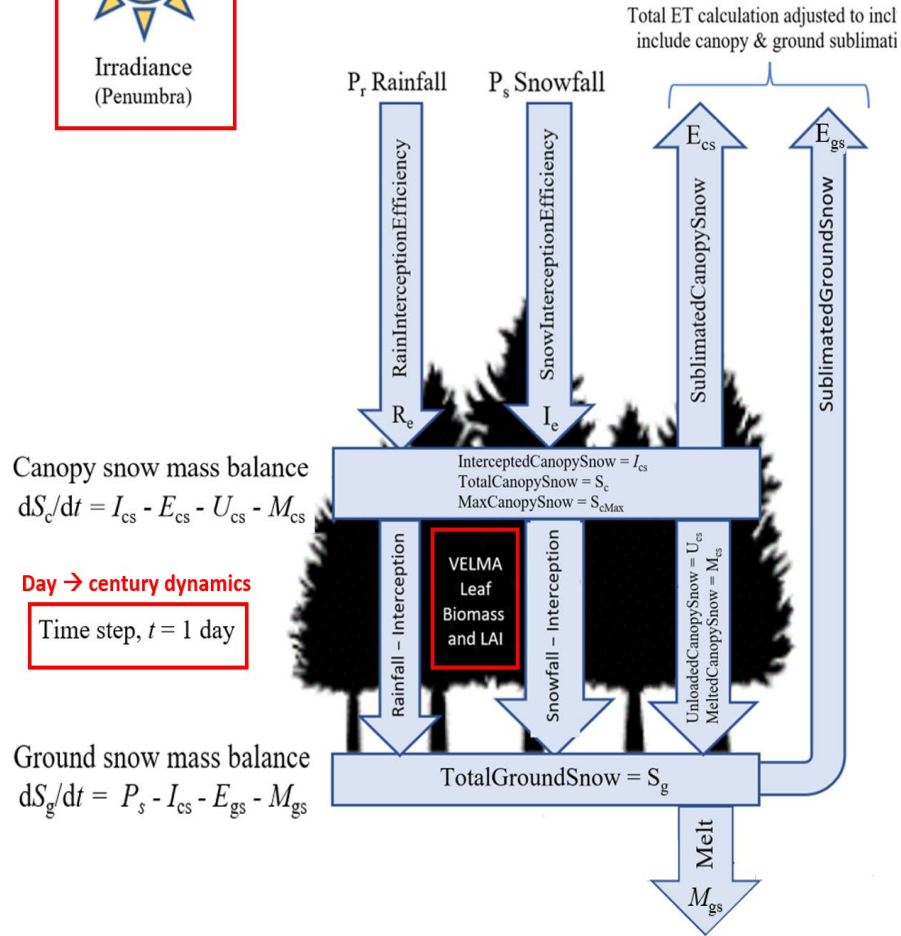 Irradiance
(Penumbra)
Total ET calculation adjusted to incl
include canopy & ground sublimati
Pr Rainfall
Ps Snowfall
Ecs
Egs
RainInterceptionEfficiency
SnowInterceptionEfficiency
SublimatedCanopySnow
SublimatedGroundSnow
Re
Ie
Canopy snow mass balance
dSc/dt = Ics - Ecs - Ucs - Mcs
InterceptedCanopySnow = Ics
TotalCanopySnow = Sc
MaxCanopySnow = ScMax
Day → century dynamics
Time step, t = 1 day
Rainfall – Interception
VELMA
Leaf
Biomass
and LAI
Snowfall – Interception
UnloadedCanopySnow = Ucs
MeltedCanopySnow = Mcs
Ground snow mass balance
dSg/dt = Ps - Ics - Egs - Mgs
TotalGroundSnow = Sg
Melt
Mgs